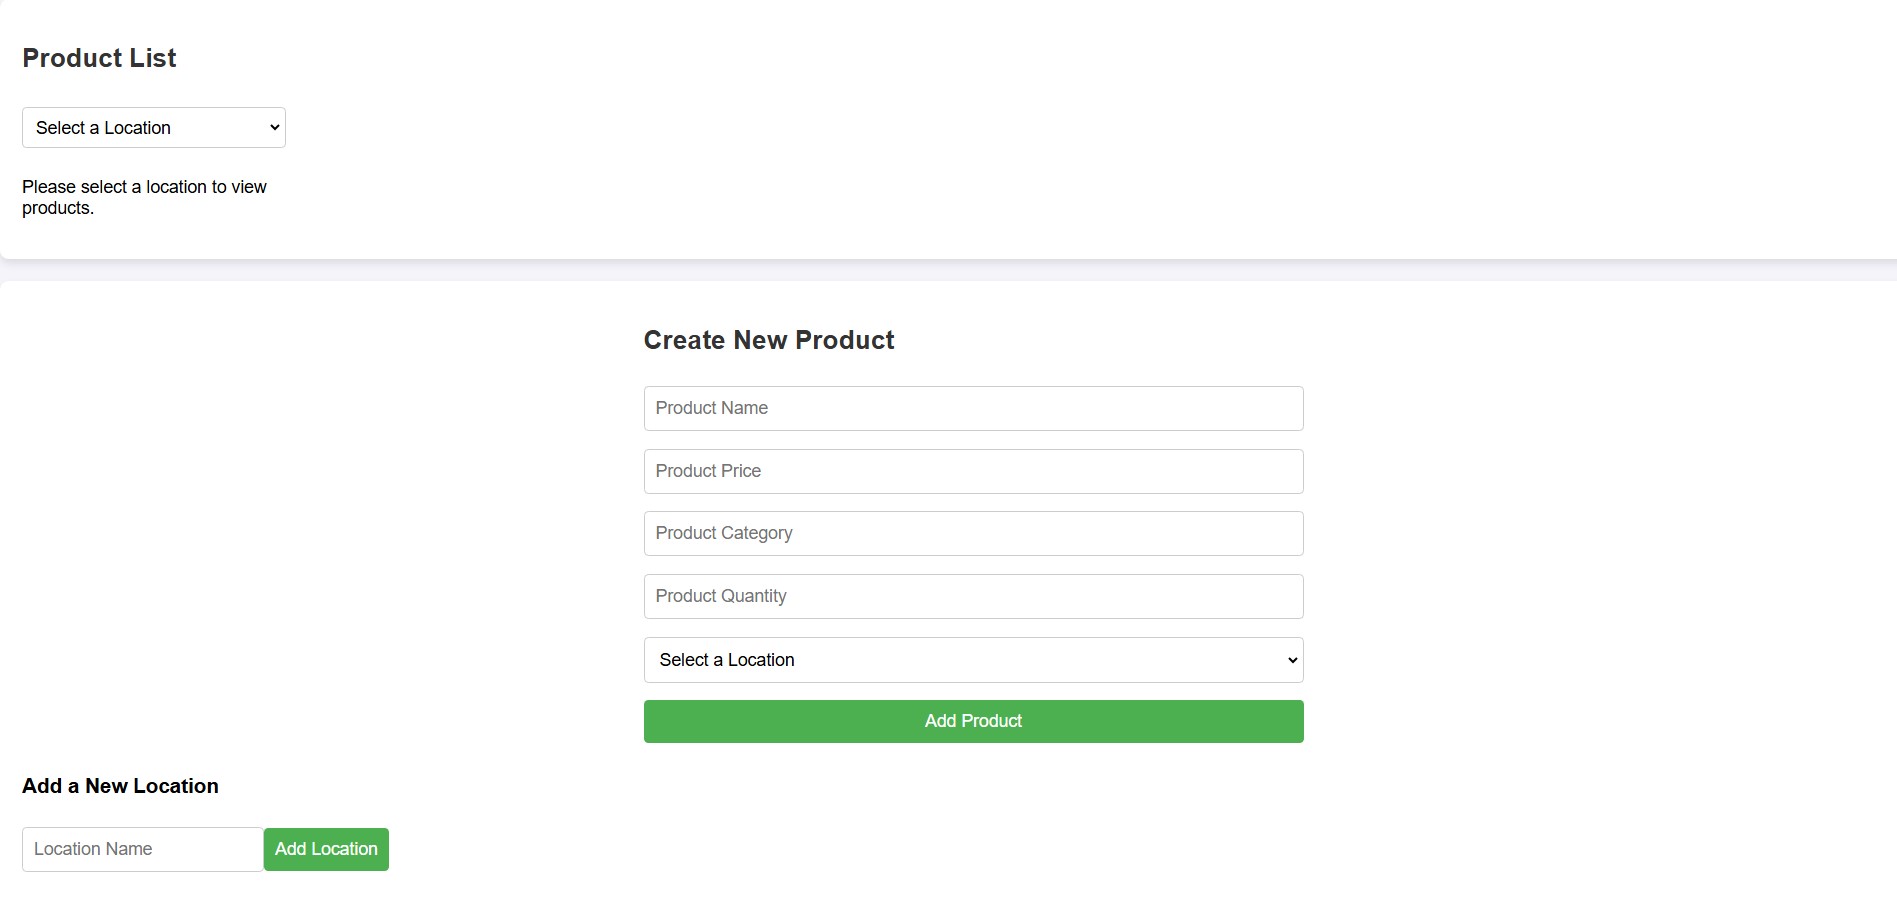 Product List
Select a Location
Please select a location to view
products.
Create New Product
Product Name
Product Price
Product Category
Product Quantity
Select a Location
Add Product
Add a New Location
Location Name
Add Location